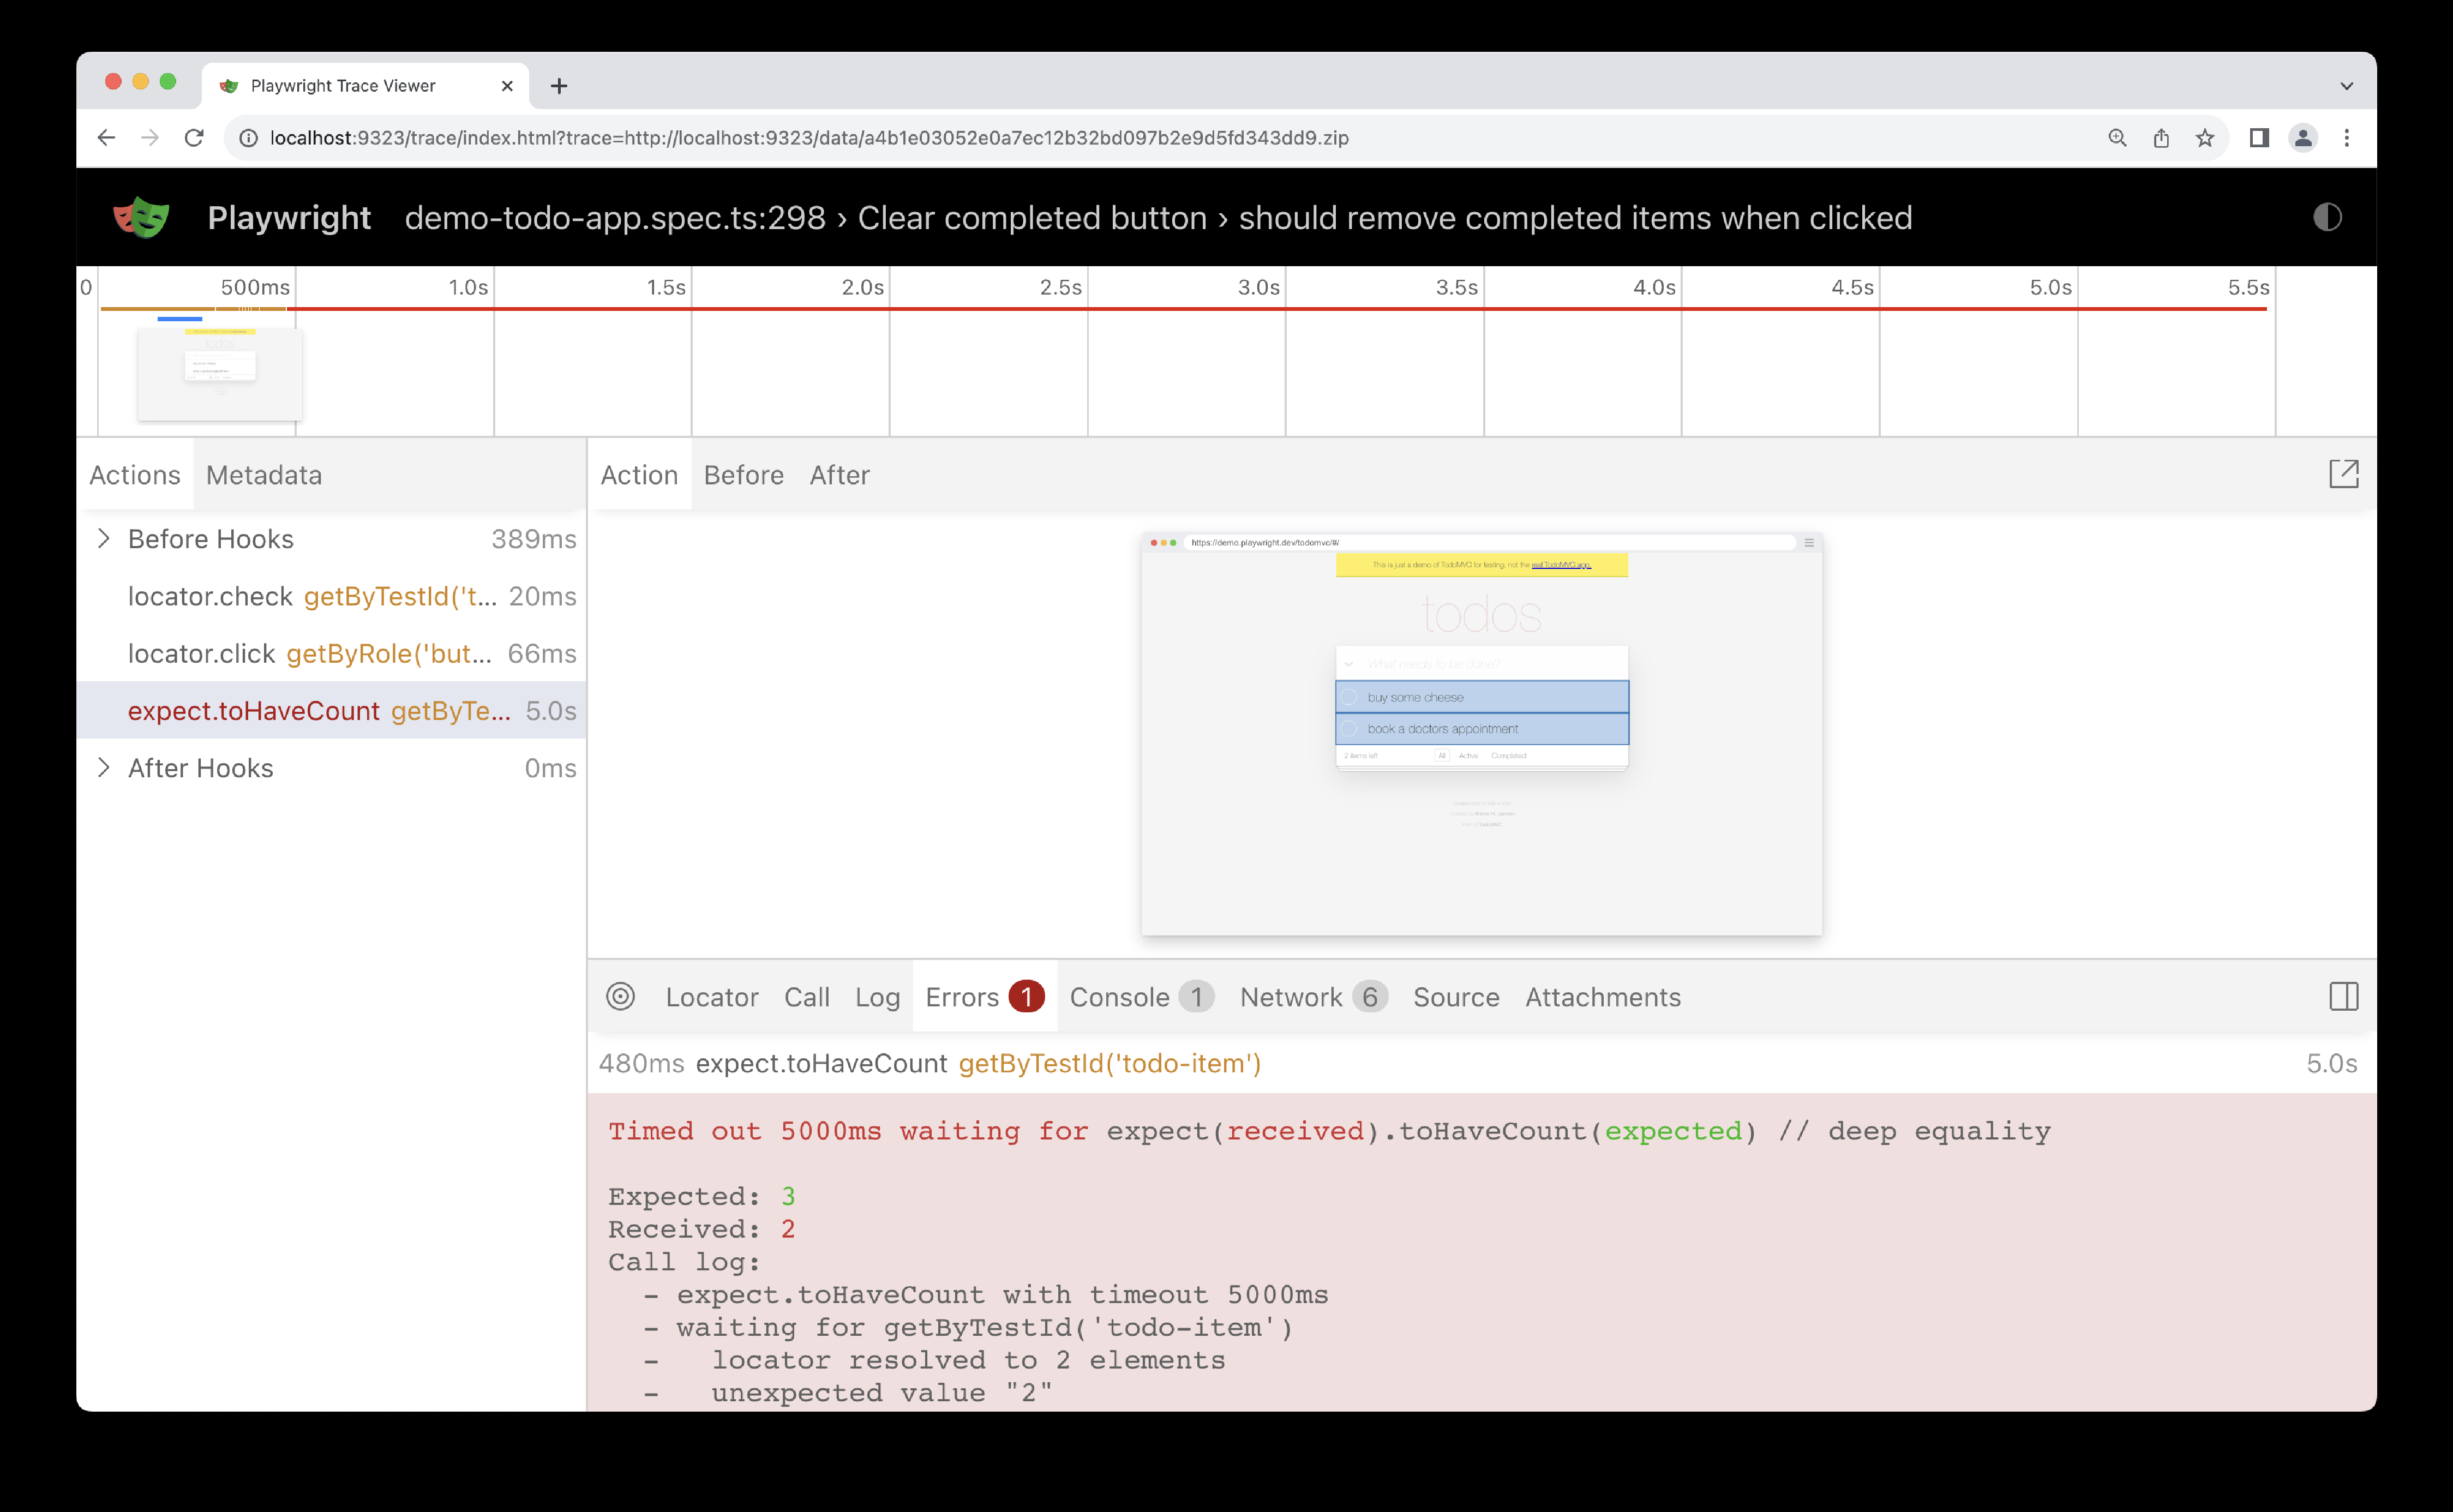 Playwright Trace Viewer
localhost:9323/trace/index.html?trace=http://localhost:9323/data/a4b1e03052e0a7ec12b32bd097b2e9d5fd343dd9.zip
Playwright demo-todo-app.spec.ts:298 › Clear completed button › should remove completed items when clicked
0 500ms 1.0s 1.5s 2.0s 2.5s 3.0s 3.5s 4.0s 4.5s 5.0s 5.5s
todos
Actions Metadata
Before Hooks 389ms
locator.check getByTestId('t... 20ms
locator.click getByRole('but... 66ms
expect.toHaveCount getByTe... 5.0s
After Hooks 0ms
Action Before After
https://demo.playwright.dev/todomvc/#/
This is just a demo of TodoMVC for testing, not the real TodoMVC app.
todos
What needs to be done?
buy some cheese
book a doctors appointment
2 items left All Active Completed
Locator Call Log Errors 1 Console 1 Network 6 Source Attachments
480ms expect.toHaveCount getByTestId('todo-item') 5.0s
Timed out 5000ms waiting for expect(received).toHaveCount(expected) // deep equality
Expected: 3
Received: 2
Call log:
- expect.toHaveCount with timeout 5000ms
- waiting for getByTestId('todo-item')
- locator resolved to 2 elements
- unexpected value "2"